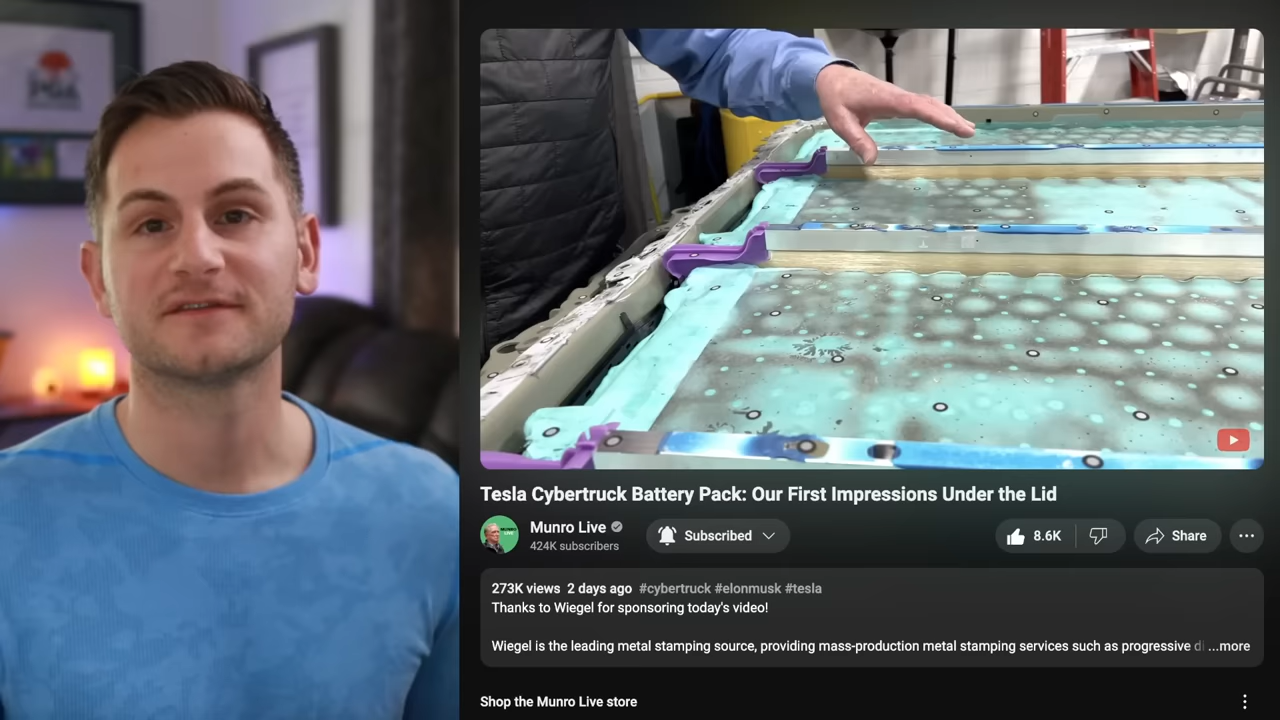 PGA
Tesla Cybertruck Battery Pack: Our First Impressions Under the Lid
Munro Live
424K subscribers
Subscribed
8.6K
Share
273K views 2 days ago #cybertruck #elonmusk #tesla
Thanks to Wiegel for sponsoring today's video!
Wiegel is the leading metal stamping source, providing mass-production metal stamping services such as progressive d ...more
Shop the Munro Live store